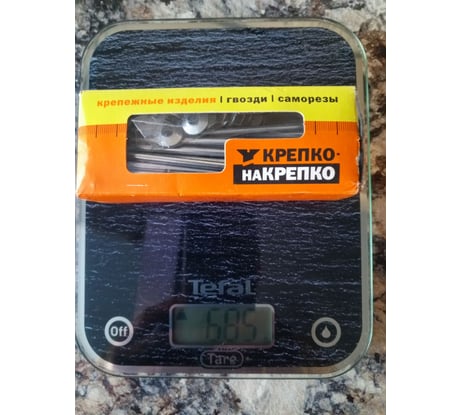 крепежные изделия | гвозди | саморезы
КРЕПКО-
НАКРЕПКО
Tefal
685
Off
Tare